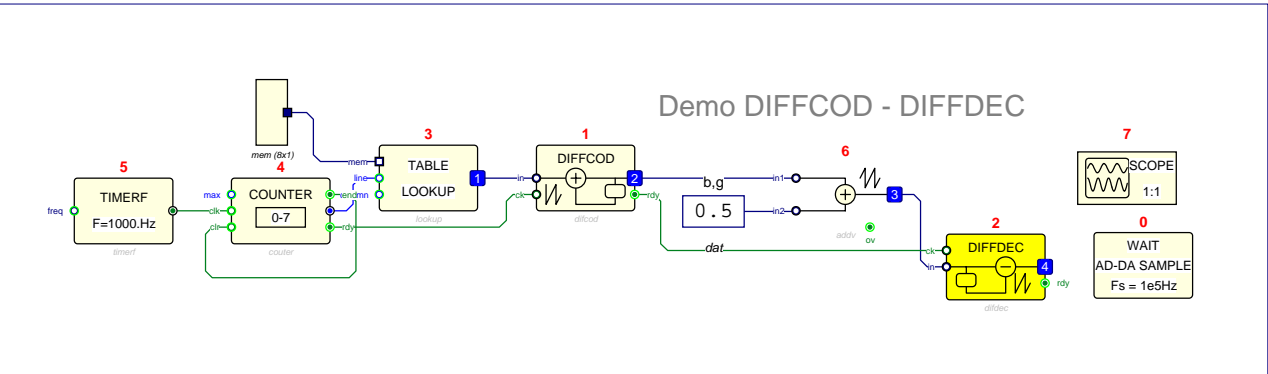 Demo DIFFCOD - DIFFDEC
5
TIMERF
F=1000.Hz
freq
timerf
mem (8x1)
4
COUNTER
0-7
max
clk
clr
rend
rdy
couter
3
TABLE
LOOKUP
mem
line
mn
1
lookup
1
DIFFCOD
in
ck
2
rdy
difcod
b,g
0.5
dat
6
in1
in2
3
addv
ov
2
DIFFDEC
ck
in
4
rdy
difdec
7
SCOPE
1:1
0
WAIT
AD-DA SAMPLE
Fs = 1e5Hz